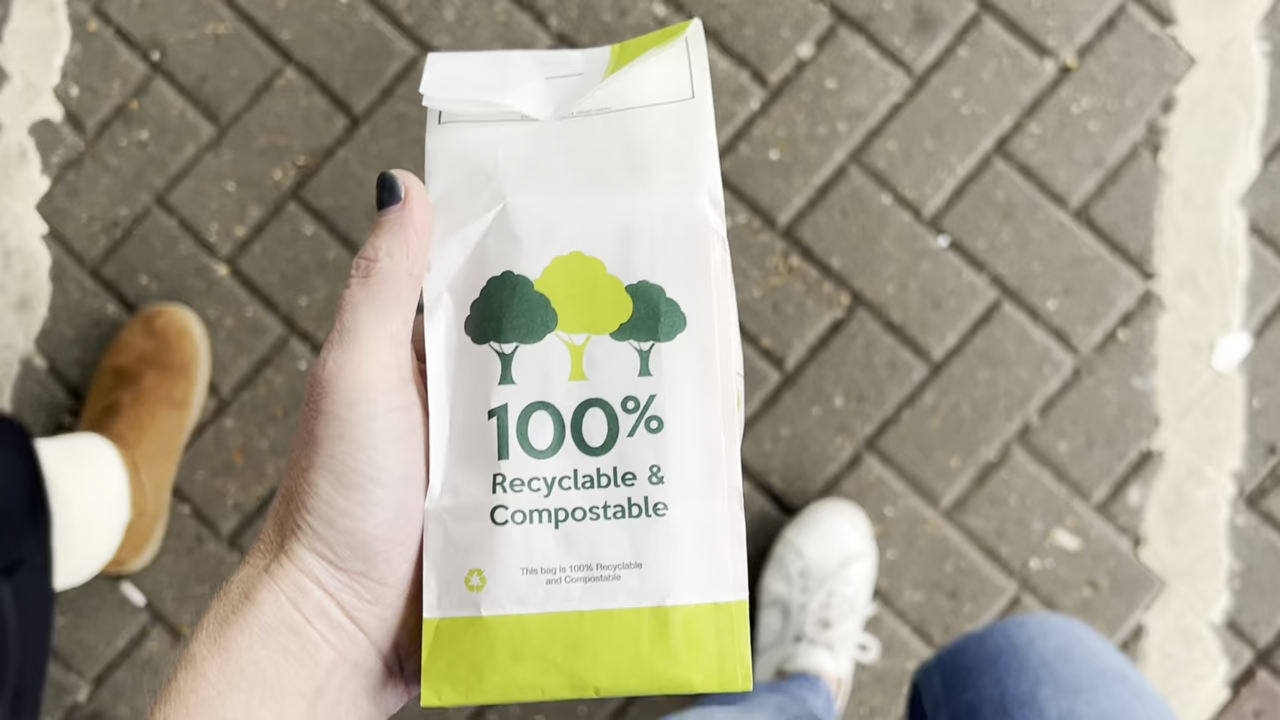 100%
Recyclable &
Compostable
This bag is 100% Recyclable
and Compostable